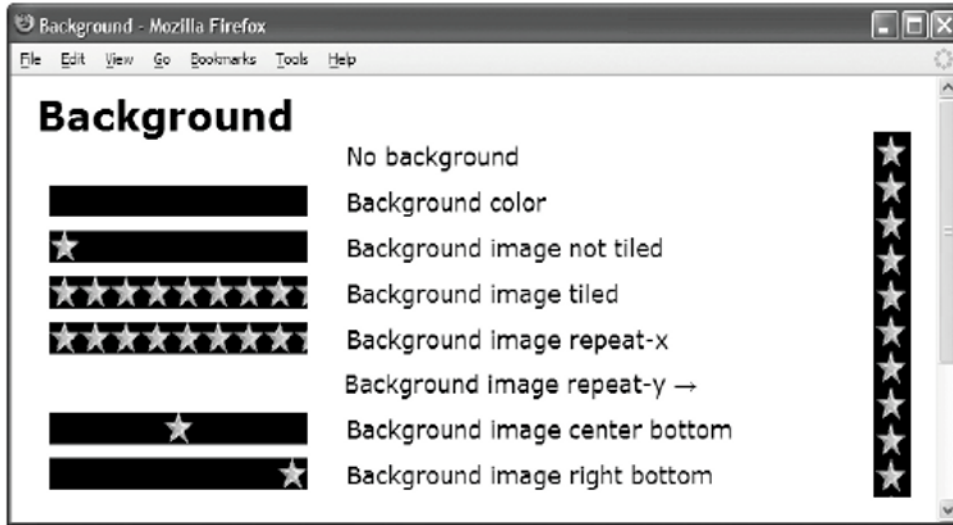 Background - Mozilla Firefox
File Edit View Go Bookmarks Tools Help
Background
No background
Background color
Background image not tiled
Background image tiled
Background image repeat-x
Background image repeat-y →
Background image center bottom
Background image right bottom